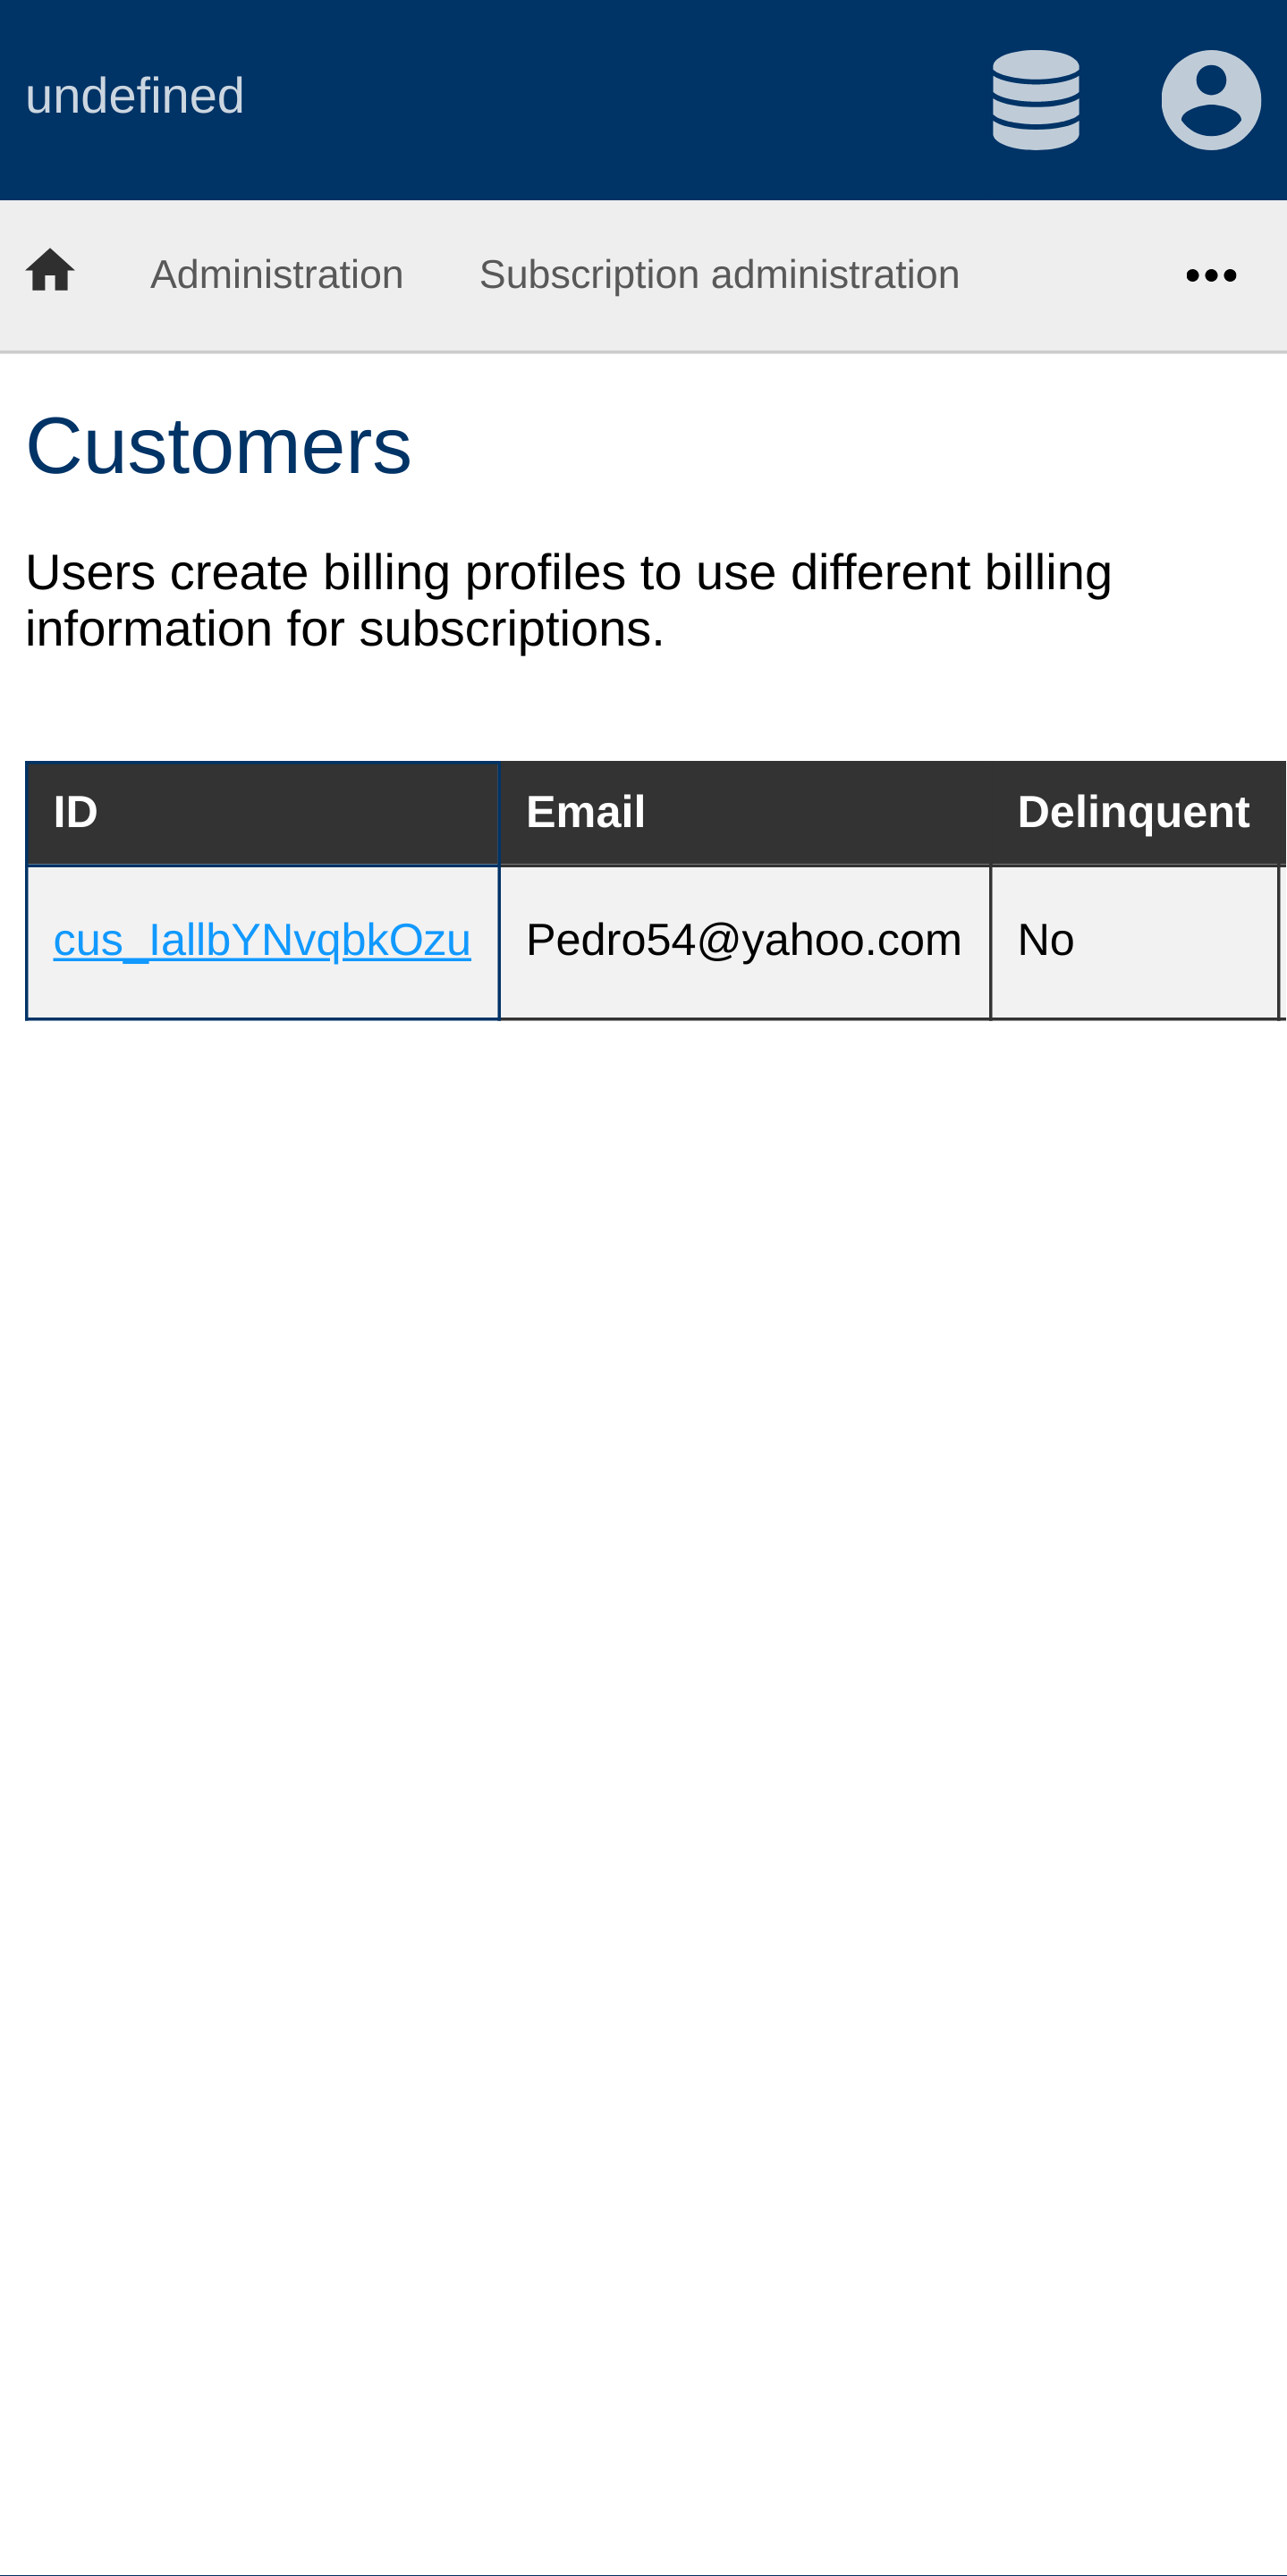 undefined
Administration Subscription administration
Customers
Users create billing profiles to use different billing
information for subscriptions.
ID Email Delinquent
cus_IallbYNvqbkOzu Pedro54@yahoo.com No